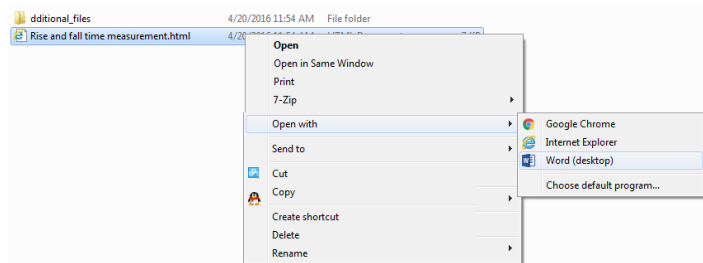 dditional_files 4/20/2016 11:54 AM File folder
Rise and fall time measurement.html
Open
Open in Same Window
Print
7-Zip
Open with
Send to
Cut
Copy
Create shortcut
Delete
Rename
Google Chrome
Internet Explorer
Word (desktop)
Choose default program...